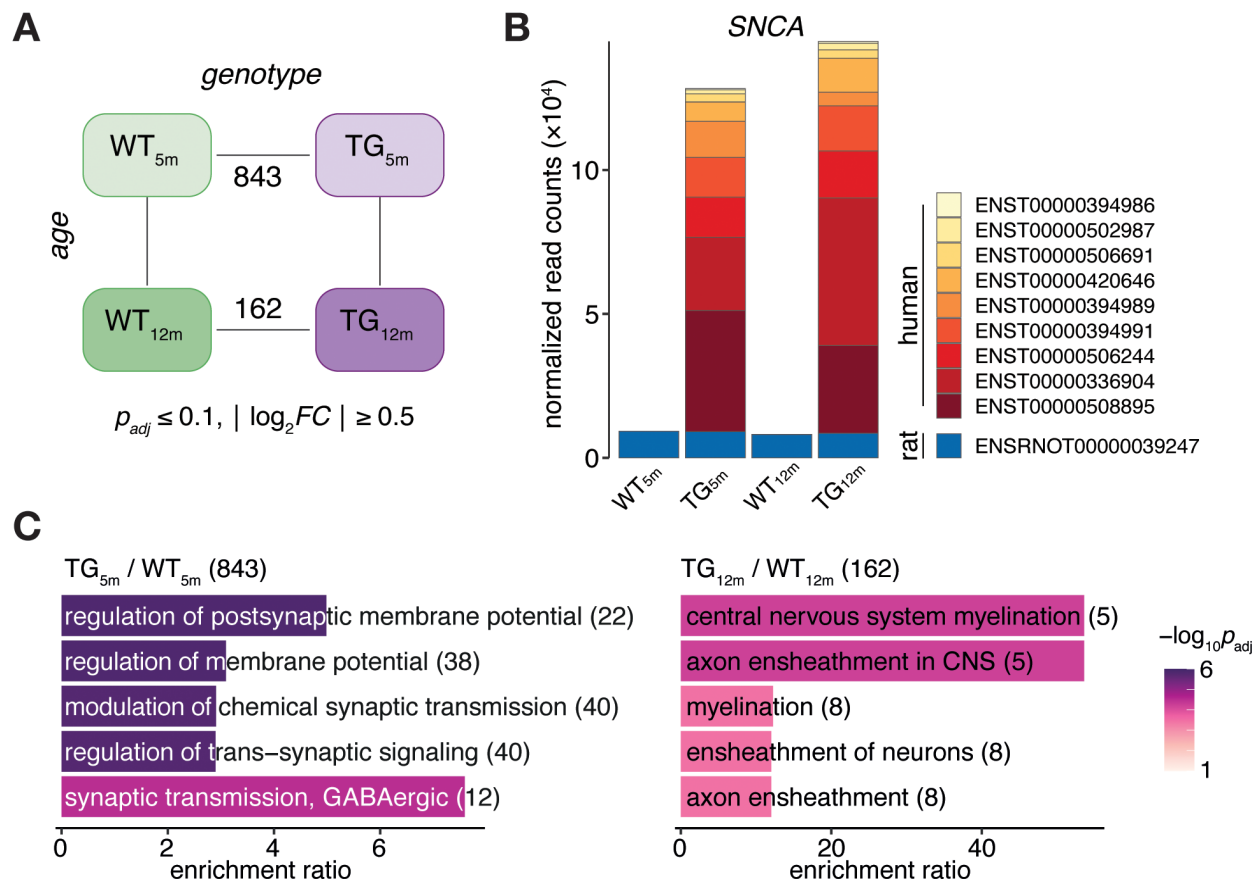 A
genotype
WT5m
TG5m
843
age
162
WT12m
TG12m
padj ≤ 0.1, | log2FC | ≥ 0.5
B
SNCA
normalized read counts (×10⁴)
10
5
0
WT5m
TG5m
WT12m
TG12m
human
ENST00000394986
ENST00000502987
ENST00000506691
ENST00000420646
ENST00000394989
ENST00000394991
ENST00000506244
ENST00000336904
ENST00000508895
rat
ENSRNOT00000039247
C
TG5m / WT5m (843)
regulation of postsynaptic membrane potential (22)
regulation of membrane potential (38)
modulation of chemical synaptic transmission (40)
regulation of trans−synaptic signaling (40)
synaptic transmission, GABAergic (12)
0 2 4 6
enrichment ratio
TG12m / WT12m (162)
central nervous system myelination (5)
axon ensheathment in CNS (5)
myelination (8)
ensheathment of neurons (8)
axon ensheathment (8)
0 20 40
enrichment ratio
−log10padj
6
1